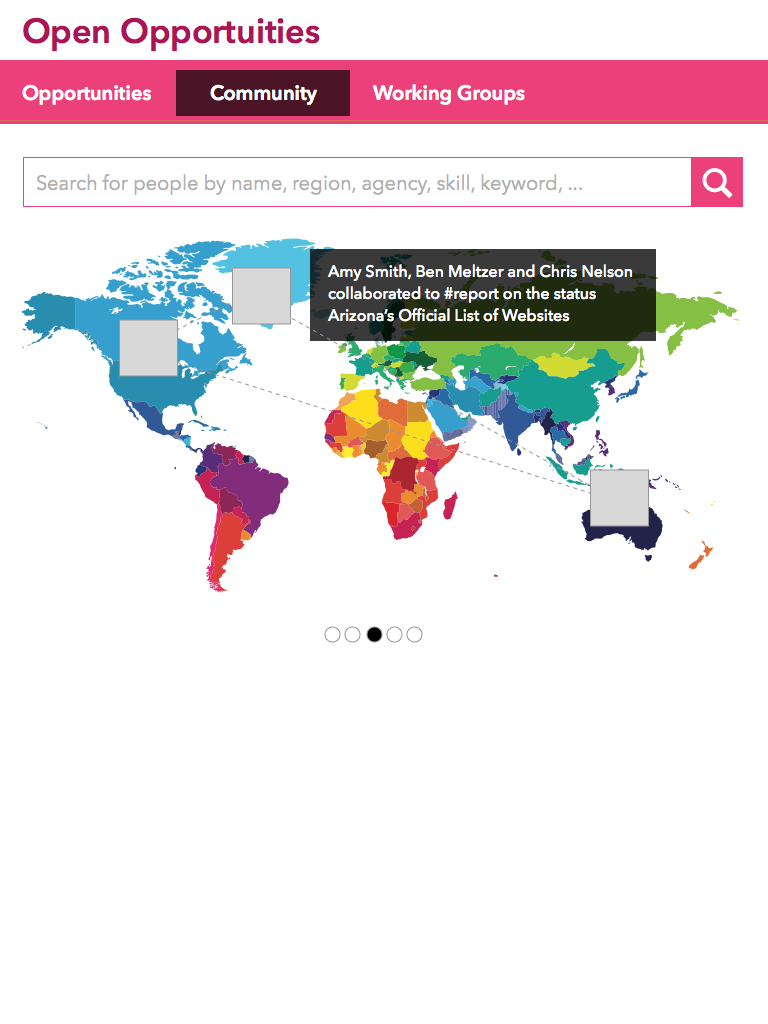 Open Opportuities
Opportunities
Community
Working Groups
Search for people by name, region, agency, skill, keyword, ...
Amy Smith, Ben Meltzer and Chris Nelson
collaborated to #report on the status
Arizona's Official List of Websites